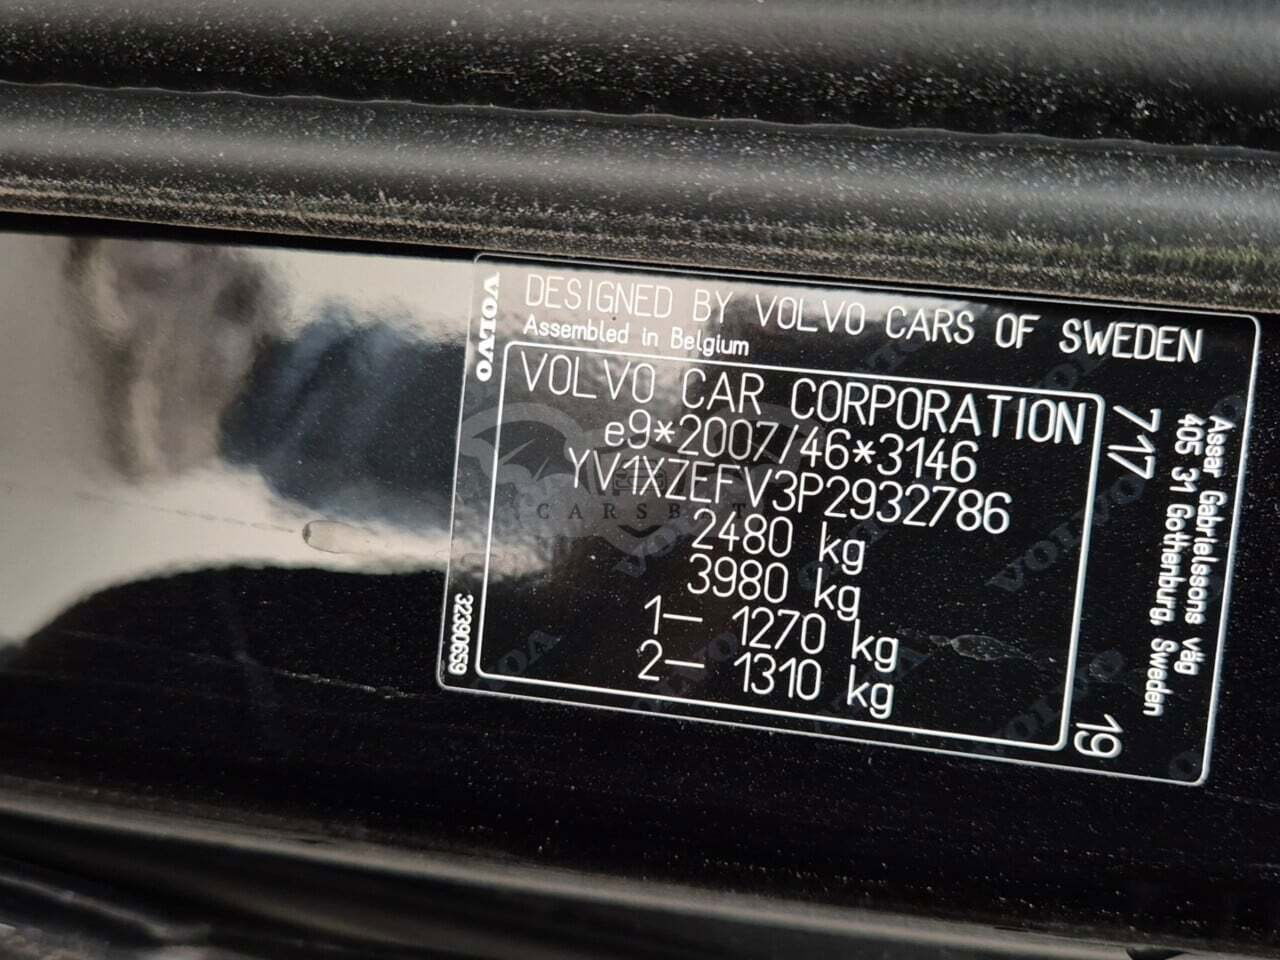 VOLVO
DESIGNED BY VOLVO CARS OF SWEDEN
Assembled in Belgium
VOLVO CAR CORPORATION
e9*2007/46*3146
YV1XZEFV3P2932786
2480 kg
3980 kg
1— 1270 kg
2— 1310 kg
717
19
Assar Gabrielssons väg
405 31 Gothenburg, Sweden
32390659
CARSBAT